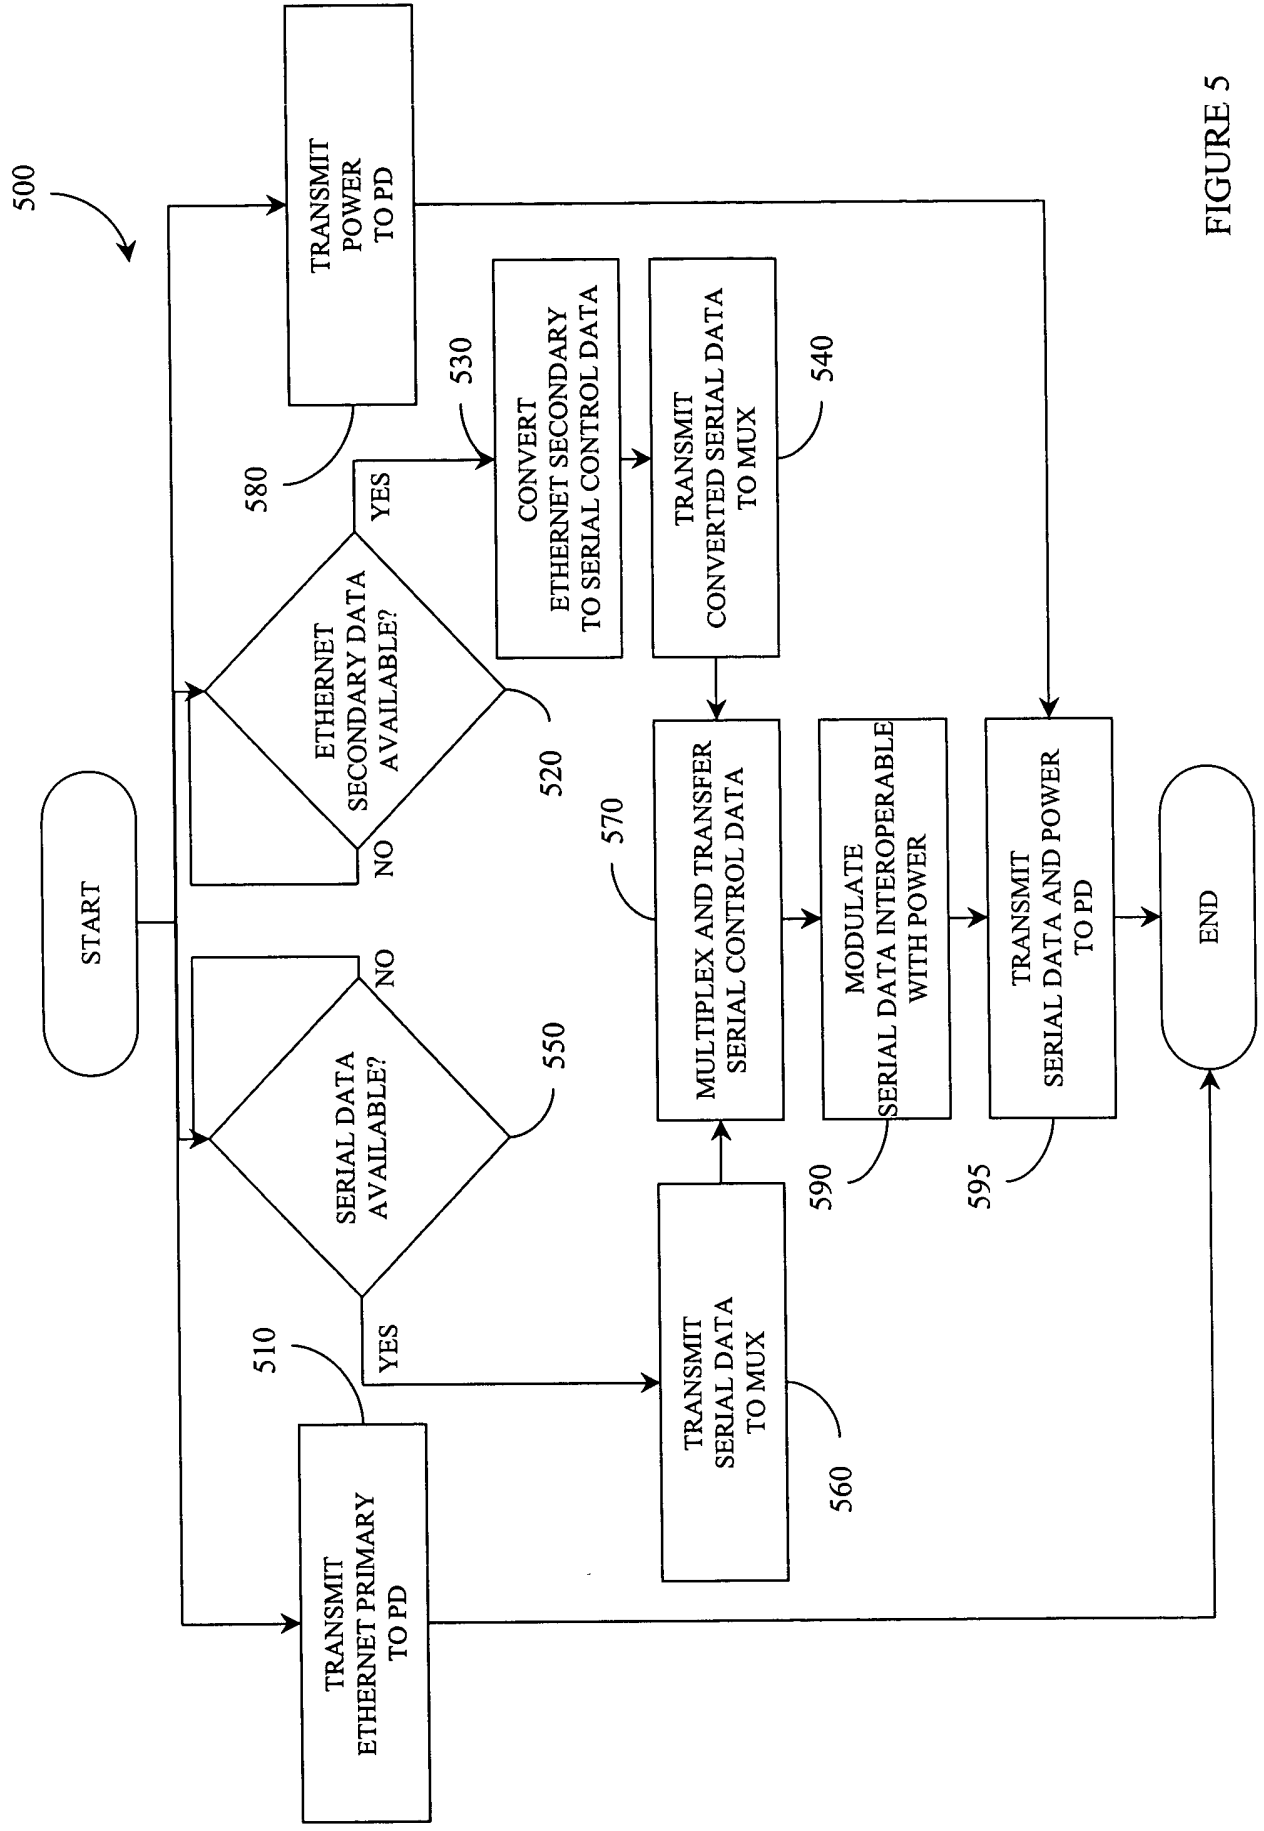 500
START
TRANSMIT
ETHERNET PRIMARY
TO PD
510
SERIAL DATA
AVAILABLE?
NO
YES
550
ETHERNET
SECONDARY DATA
AVAILABLE?
NO
YES
520
TRANSMIT
POWER
TO PD
580
CONVERT
ETHERNET SECONDARY
TO SERIAL CONTROL DATA
530
TRANSMIT
CONVERTED SERIAL DATA
TO MUX
540
TRANSMIT
SERIAL DATA
TO MUX
560
MULTIPLEX AND TRANSFER
SERIAL CONTROL DATA
570
MODULATE
SERIAL DATA INTEROPERABLE
WITH POWER
590
TRANSMIT
SERIAL DATA AND POWER
TO PD
595
END
FIGURE 5